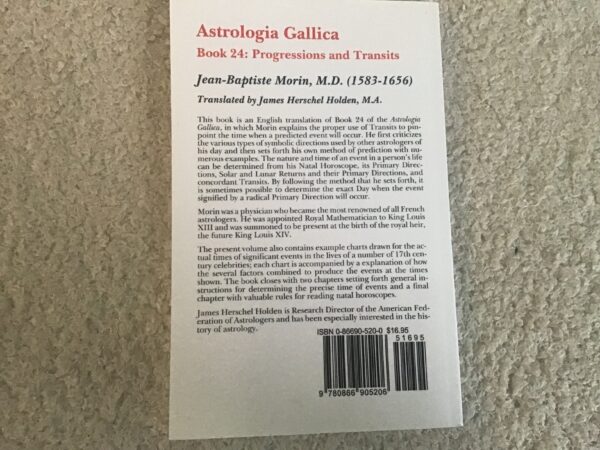 Astrologia Gallica
Book 24: Progressions and Transits
Jean-Baptiste Morin, M.D. (1583-1656)
Translated by James Herschel Holden, M.A.
This book is an English translation of Book 24 of the Astrologia
Gallica, in which Morin explains the proper use of Transits to pin-
point the time when a predicted event will occur. He first criticizes
the various types of symbolic directions used by other astrologers of
his day and then sets forth his own method of prediction with nu-
merous examples. The nature and time of an event in a person's life
can be determined from his Natal Horoscope, its Primary Direc-
tions, Solar and Lunar Returns and their Primary Directions, and
concordant Transits. By following the method that he sets forth, it
is sometimes possible to determine the exact Day when the event
signified by a radical Primary Direction will occur.
Morin was a physician who became the most renowned of all French
astrologers. He was appointed Royal Mathematician to King Louis
XIII and was summoned to be present at the birth of the royal heir,
the future King Louis XIV.
The present volume also contains example charts drawn for the ac-
tual times of significant events in the lives of a number of 17th cen-
tury celebrities; each chart is accompanied by a explanation of how
the several factors combined to produce the events at the times
shown. The book closes with two chapters setting forth general in-
structions for determining the precise time of events and a final
chapter with valuable rules for reading natal horoscopes.
James Herschel Holden is Research Director of the American Fed-
eration of Astrologers and has been especially interested in the his-
tory of astrology.
ISBN 0-86690-520-0 $16.95
51695
9 780866 905206